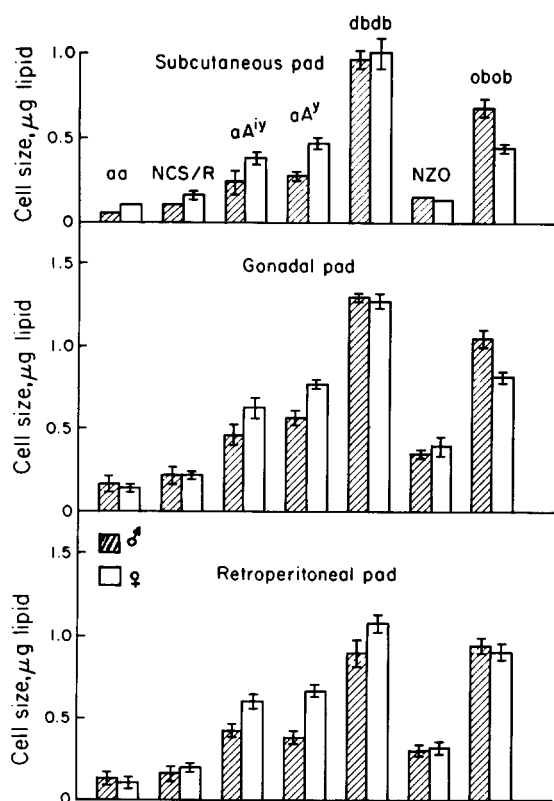 Cell size, μg lipid
1.0
0.5
0
Subcutaneous pad
aa
NCS/R
aA^iy
aA^y
dbdb
NZO
obob
Cell size, μg lipid
1.5
1.0
0.5
0
Gonadal pad
Cell size, μg lipid
1.5
1.0
0.5
0
♂
♀
Retroperitoneal pad